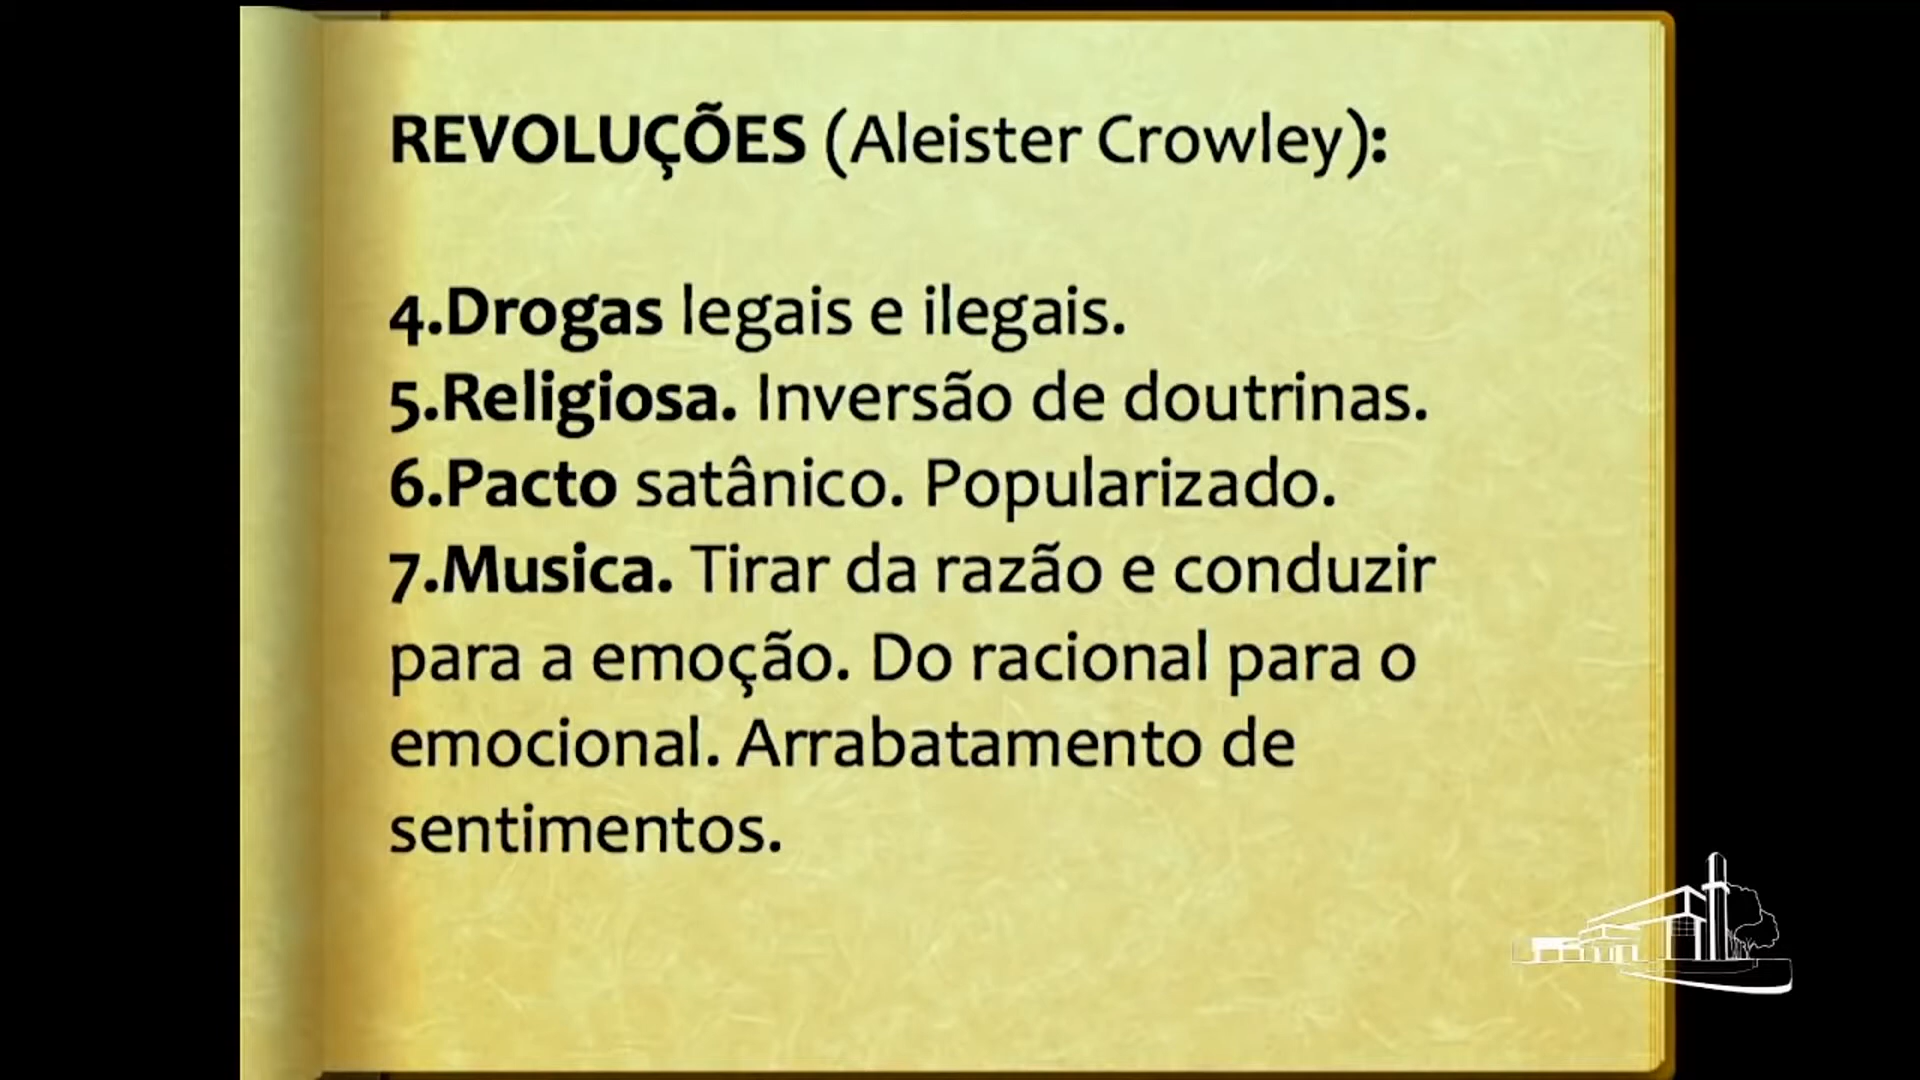 REVOLUÇÕES (Aleister Crowley):
4.Drogas legais e ilegais.
5.Religiosa. Inversão de doutrinas.
6.Pacto satânico. Popularizado.
7.Musica. Tirar da razão e conduzir
para a emoção. Do racional para o
emocional. Arrabatamento de
sentimentos.